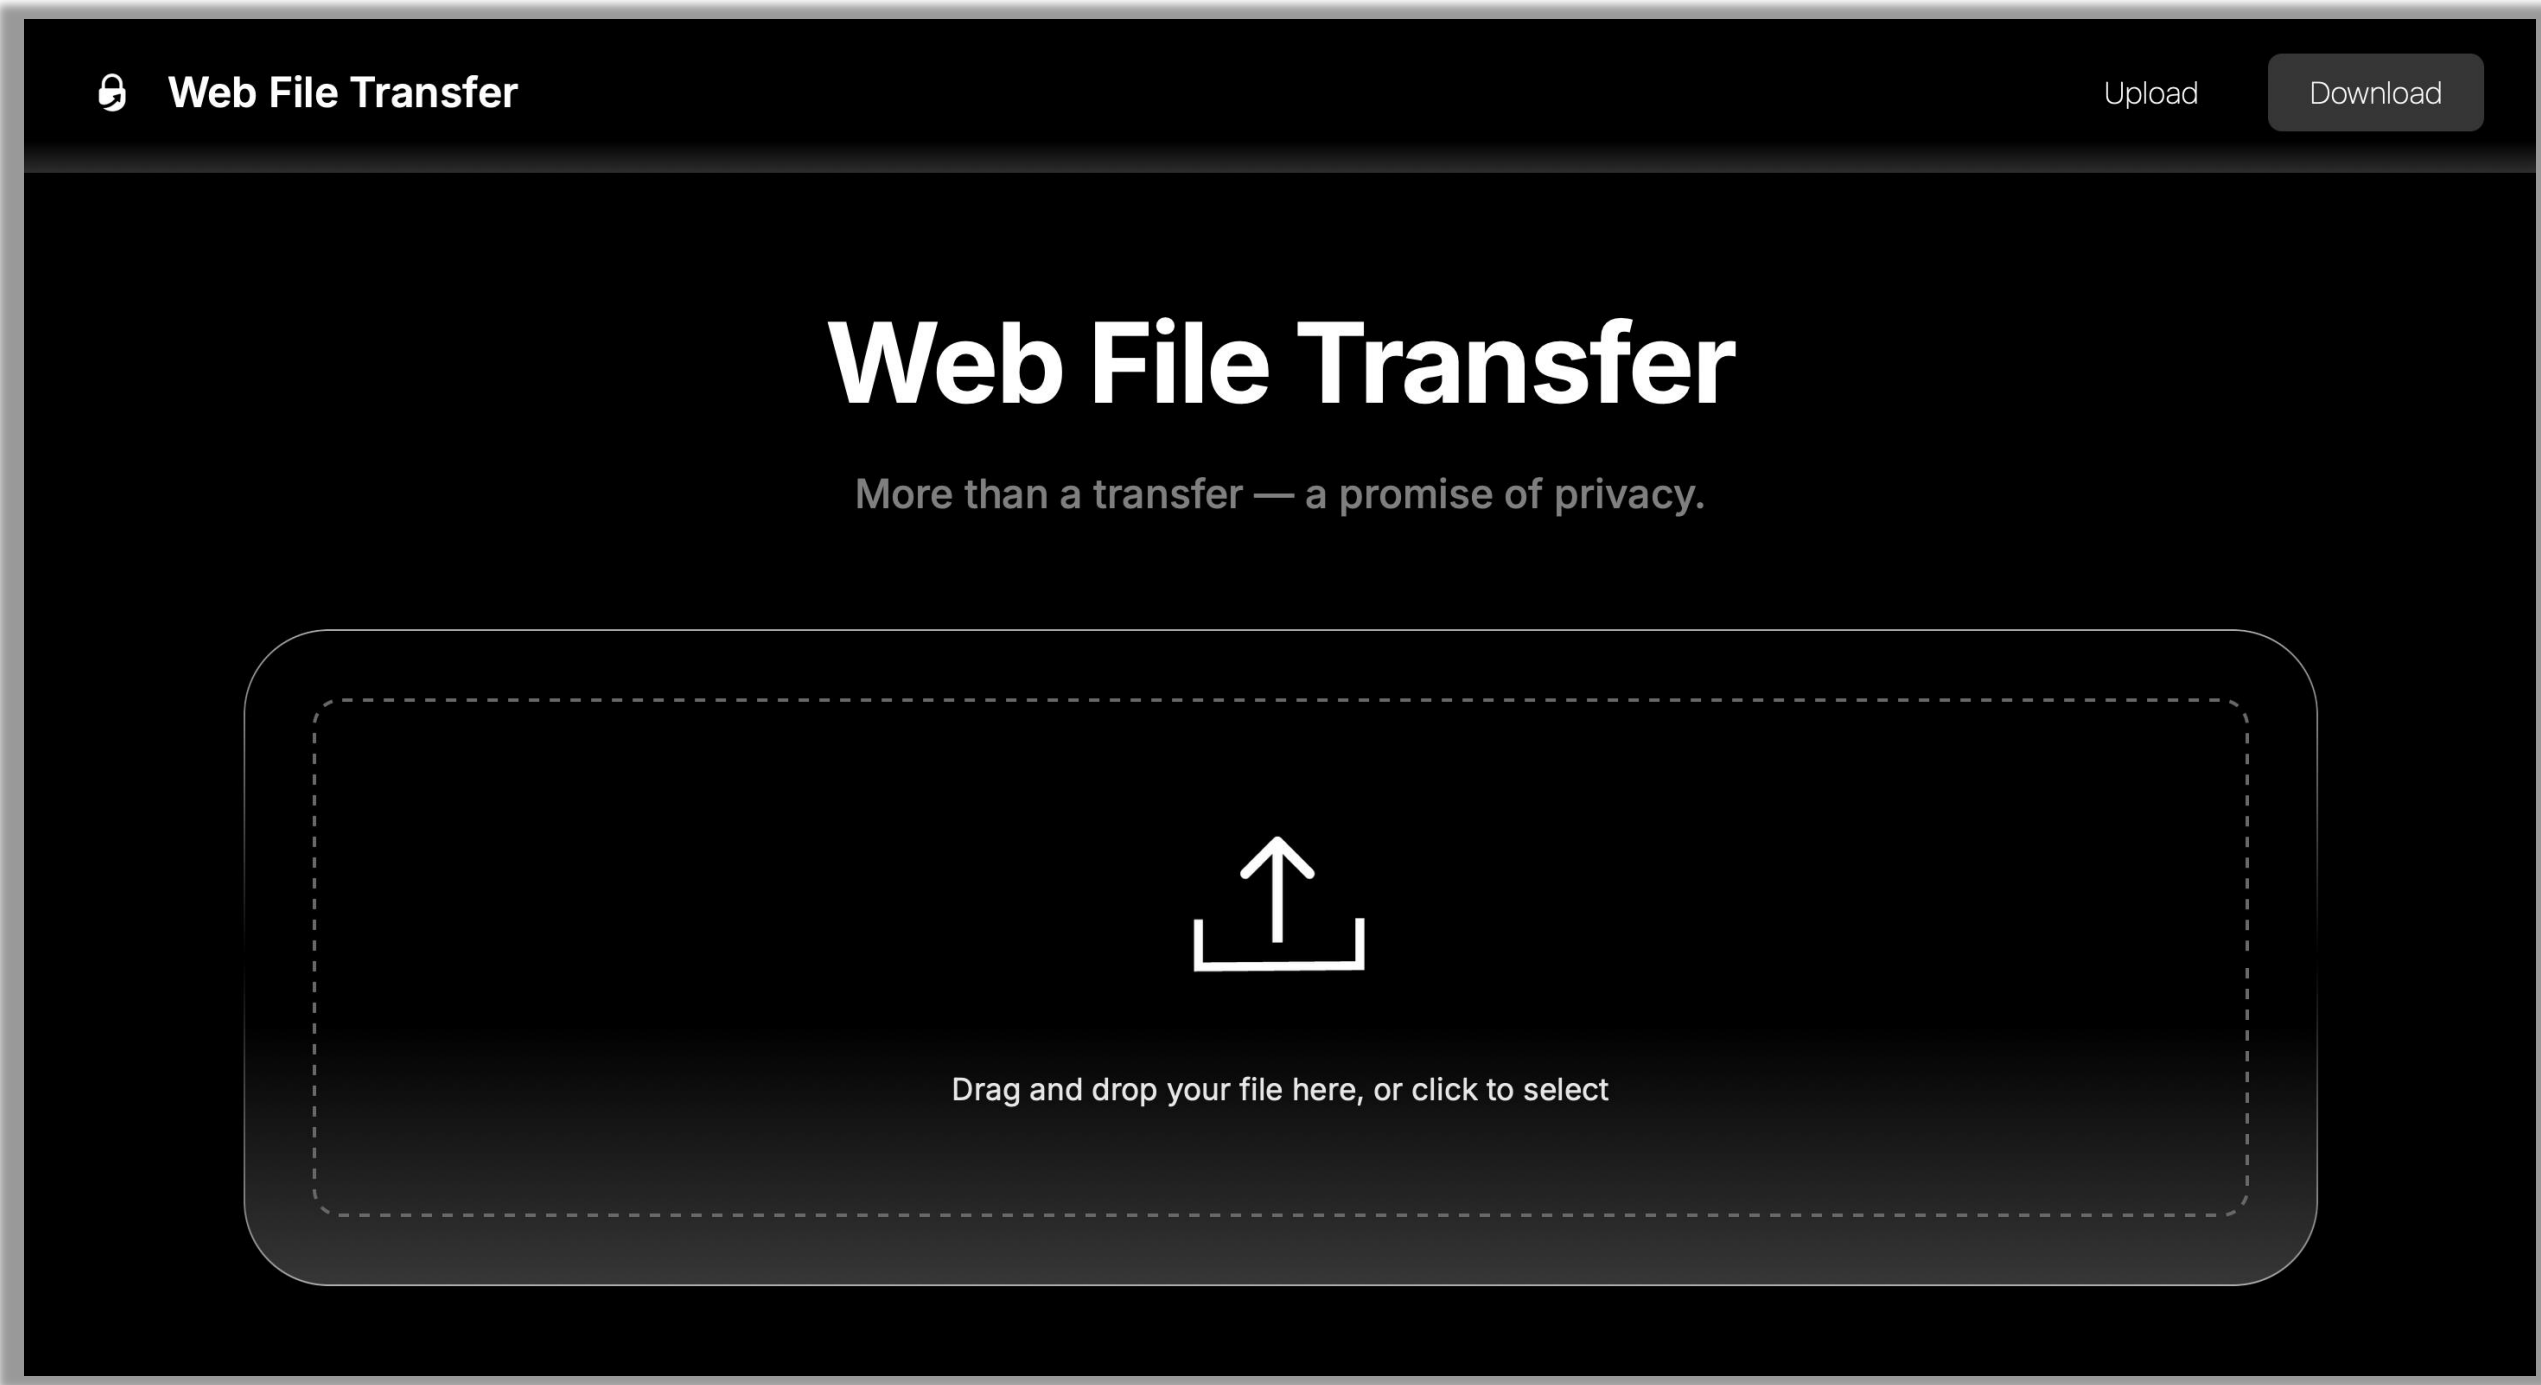 Web File Transfer
Upload
Download
Web File Transfer
More than a transfer — a promise of privacy.
Drag and drop your file here, or click to select